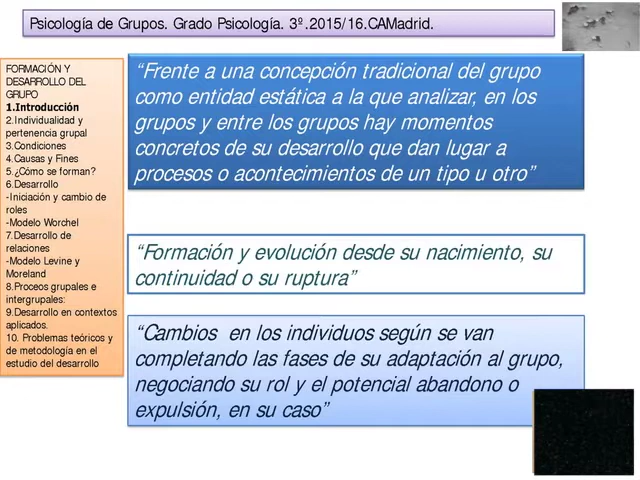 Psicología de Grupos. Grado Psicología. 3º.2015/16.CAMadrid.
FORMACIÓN Y
DESARROLLO DEL
GRUPO
1.Introducción
2.Individualidad y
pertenencia grupal
3.Condiciones
4.Causas y Fines
5.¿Cómo se forman?
6.Desarrollo
-Iniciación y cambio de
roles
-Modelo Worchel
7.Desarrollo de
relaciones
-Modelo Levine y
Moreland
8.Proceos grupales e
intergrupales:
9.Desarrollo en contextos
aplicados.
10. Problemas teóricos y
de metodología en el
estudio del desarrollo
“Frente a una concepción tradicional del grupo
como entidad estática a la que analizar, en los
grupos y entre los grupos hay momentos
concretos de su desarrollo que dan lugar a
procesos o acontecimientos de un tipo u otro”
“Formación y evolución desde su nacimiento, su
continuidad o su ruptura”
“Cambios en los individuos según se van
completando las fases de su adaptación al grupo,
negociando su rol y el potencial abandono o
expulsión, en su caso”